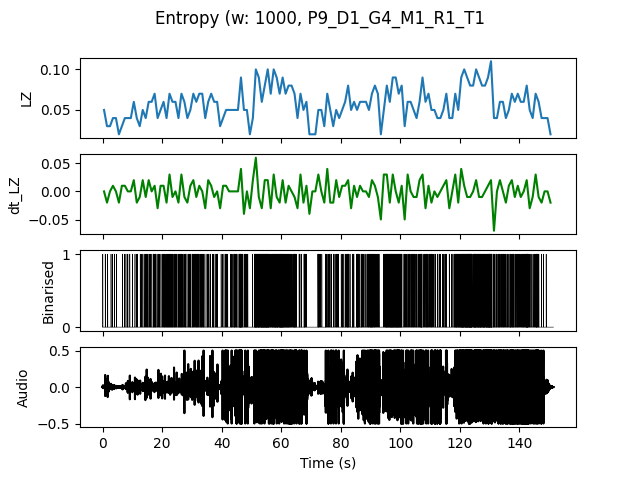 Entropy (w: 1000, P9_D1_G4_M1_R1_T1
0.10
0.05
LZ
0.05
0.00
−0.05
dt_LZ
1
0
Binarised
0.5
0.0
−0.5
Audio
0 20 40 60 80 100 120 140
Time (s)